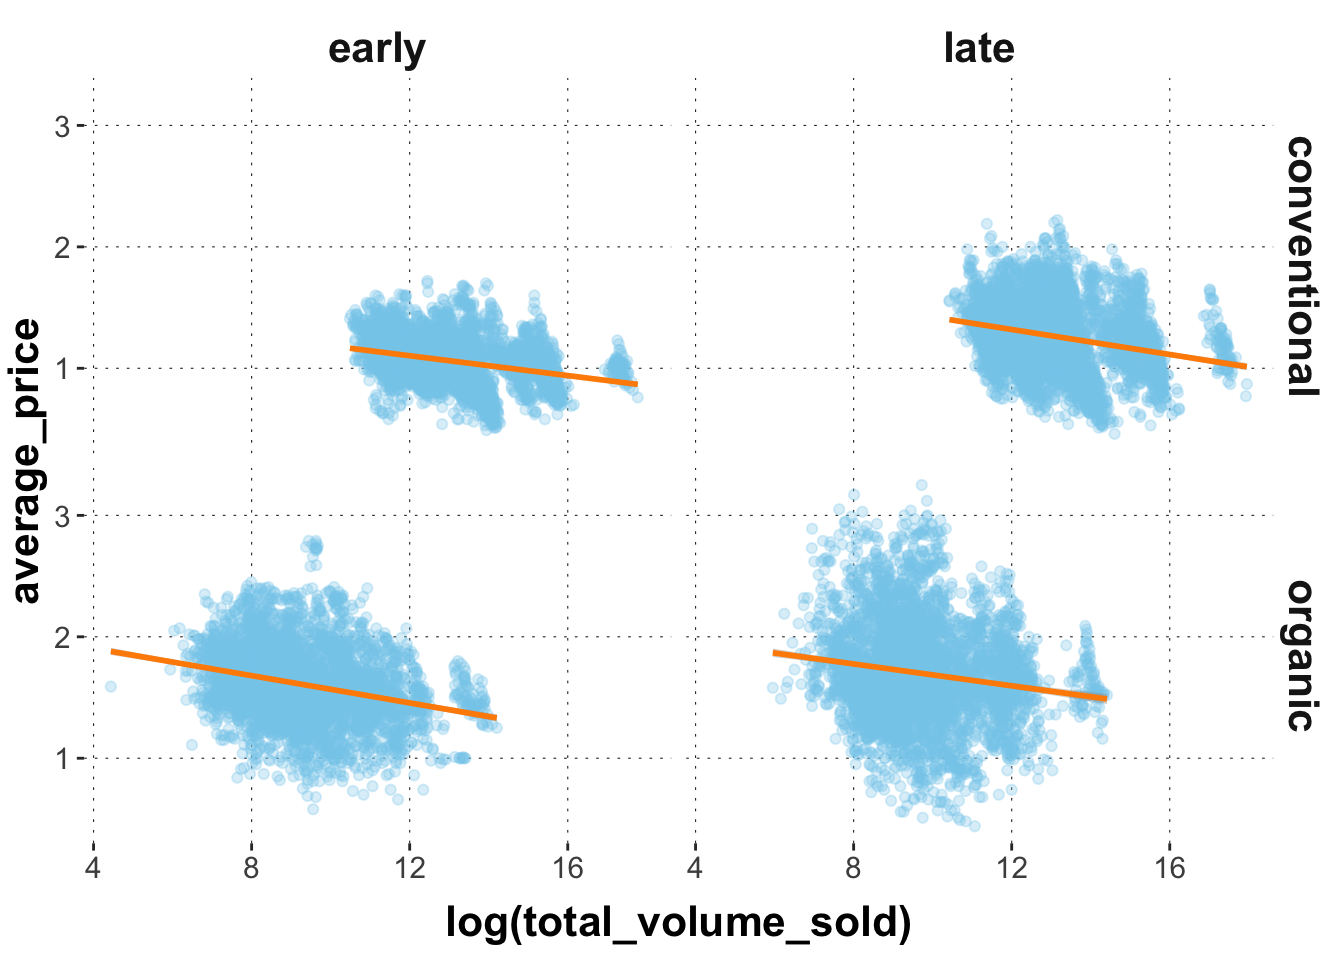 early
late
3
2
1
conventional
3
2
1
organic
average_price
4
8
12
16
4
8
12
16
log(total_volume_sold)